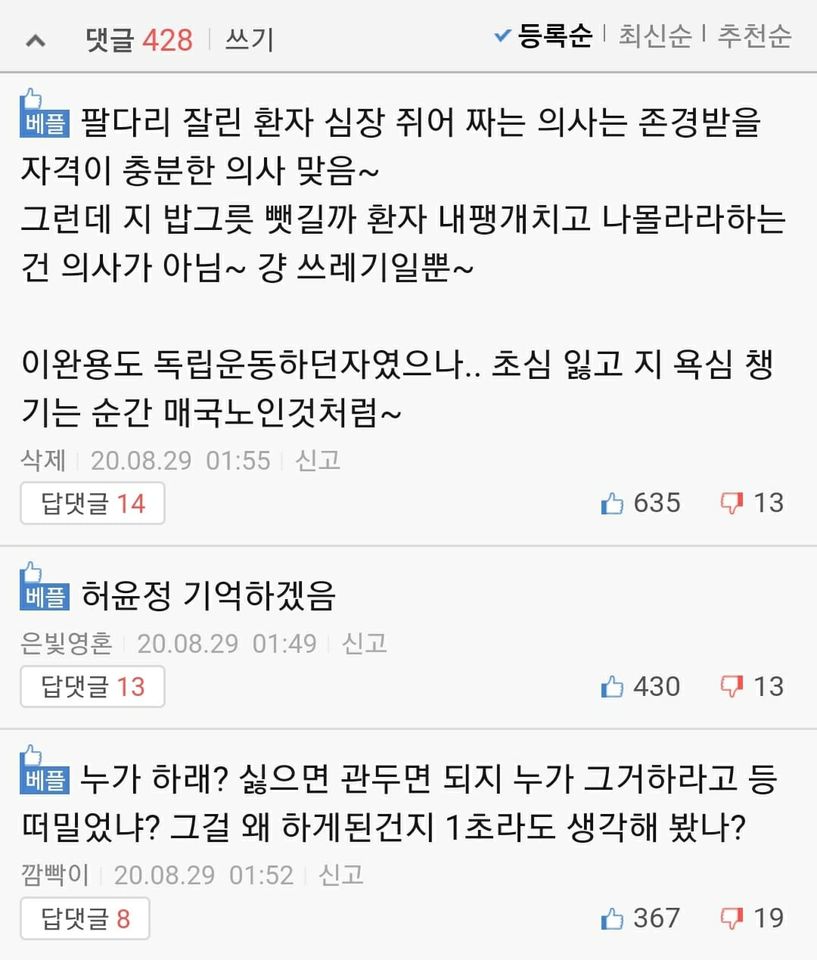 댓글 428 쓰기 등록순 최신순 추천순
베플 팔다리 잘린 환자 심장 쥐어 짜는 의사는 존경받을
자격이 충분한 의사 맞음~
그런데 지 밥그릇 뺏길까 환자 내팽개치고 나몰라라하는
건 의사가 아님~ 걍 쓰레기일뿐~
이완용도 독립운동하던자였으나.. 초심 잃고 지 욕심 챙
기는 순간 매국노인것처럼~
삭제 20.08.29 01:55 신고
답댓글 14 635 13
베플 허윤정 기억하겠음
은빛영혼 20.08.29 01:49 신고
답댓글 13 430 13
베플 누가 하래? 싫으면 관두면 되지 누가 그거하라고 등
떠밀었냐? 그걸 왜 하게된건지 1초라도 생각해 봤나?
깜빡이 20.08.29 01:52 신고
답댓글 8 367 19